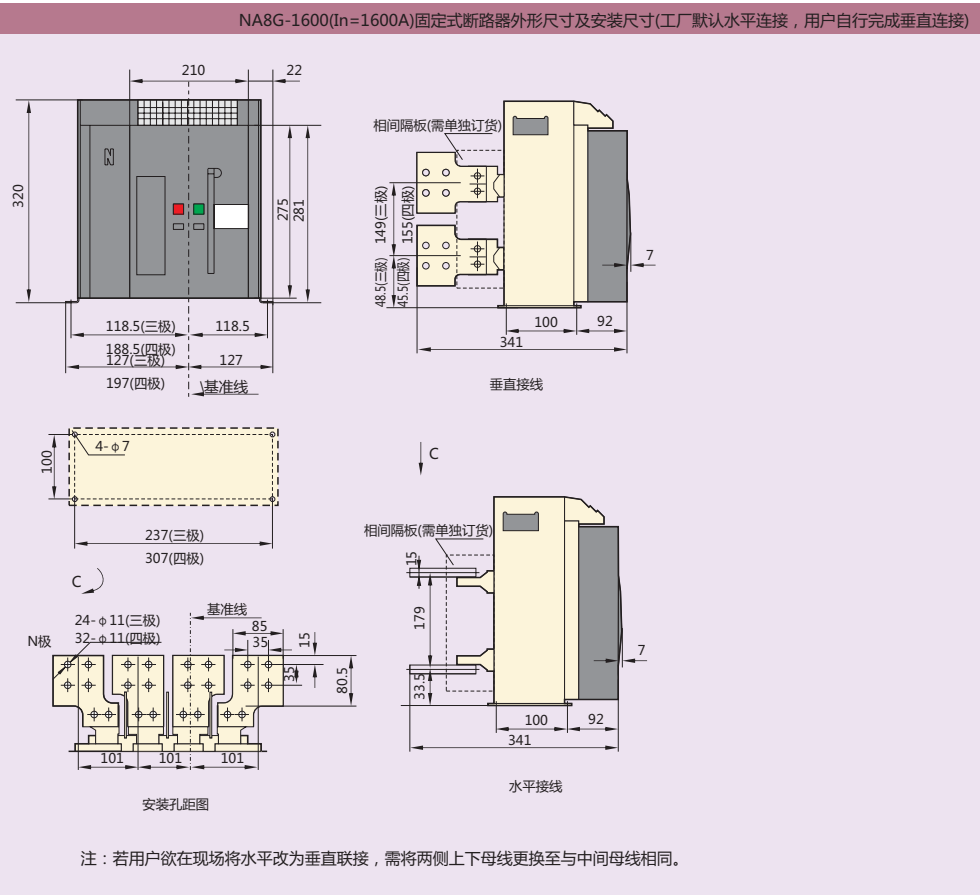 NA8G-1600(In=1600A)固定式断路器外形尺寸及安装尺寸(工厂默认水平连接，用户自行完成垂直连接)
210
22
320
275
281
118.5(三极)
118.5
188.5(四极)
127(三极)
127
197(四极)
基准线
相间隔板(需单独订货)
149(三极)
155(四极)
48.5(三极)
45.5(四极)
7
100
92
341
垂直接线
4-φ7
100
237(三极)
307(四极)
C
C
相间隔板(需单独订货)
15
179
33.5
7
100
92
341
水平接线
24-φ11(三极)
32-φ11(四极)
N极
基准线
85
35
15
35
80.5
101
101
101
安装孔距图
注：若用户欲在现场将水平改为垂直联接，需将两侧上下母线更换至与中间母线相同。